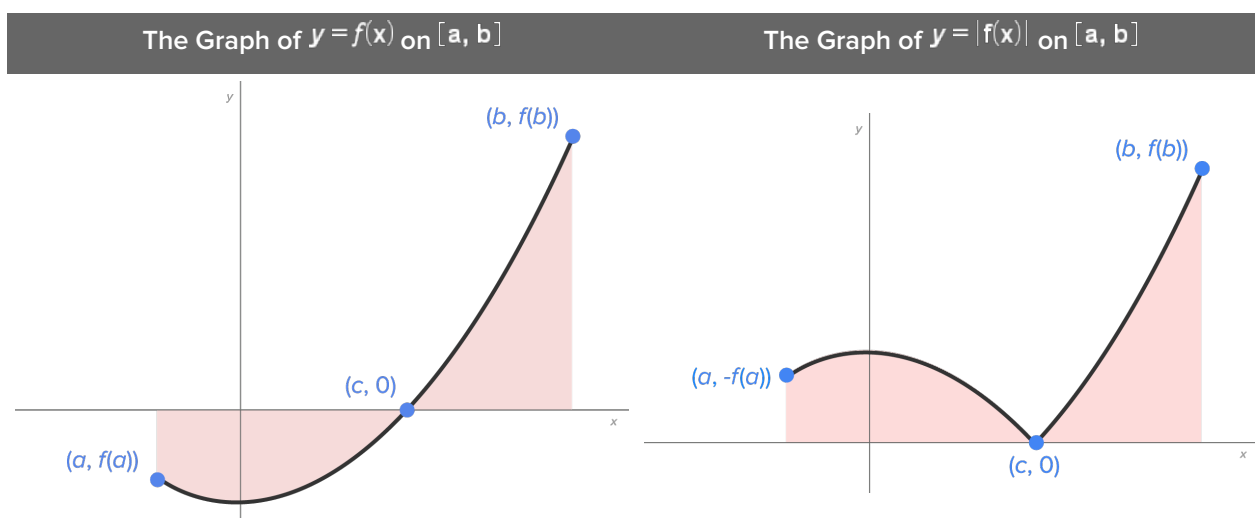 The Graph of y = f(x) on [a, b]
The Graph of y = |f(x)| on [a, b]
y
(b, f(b))
(c, 0)
x
(a, f(a))
y
(b, f(b))
(a, -f(a))
x
(c, 0)